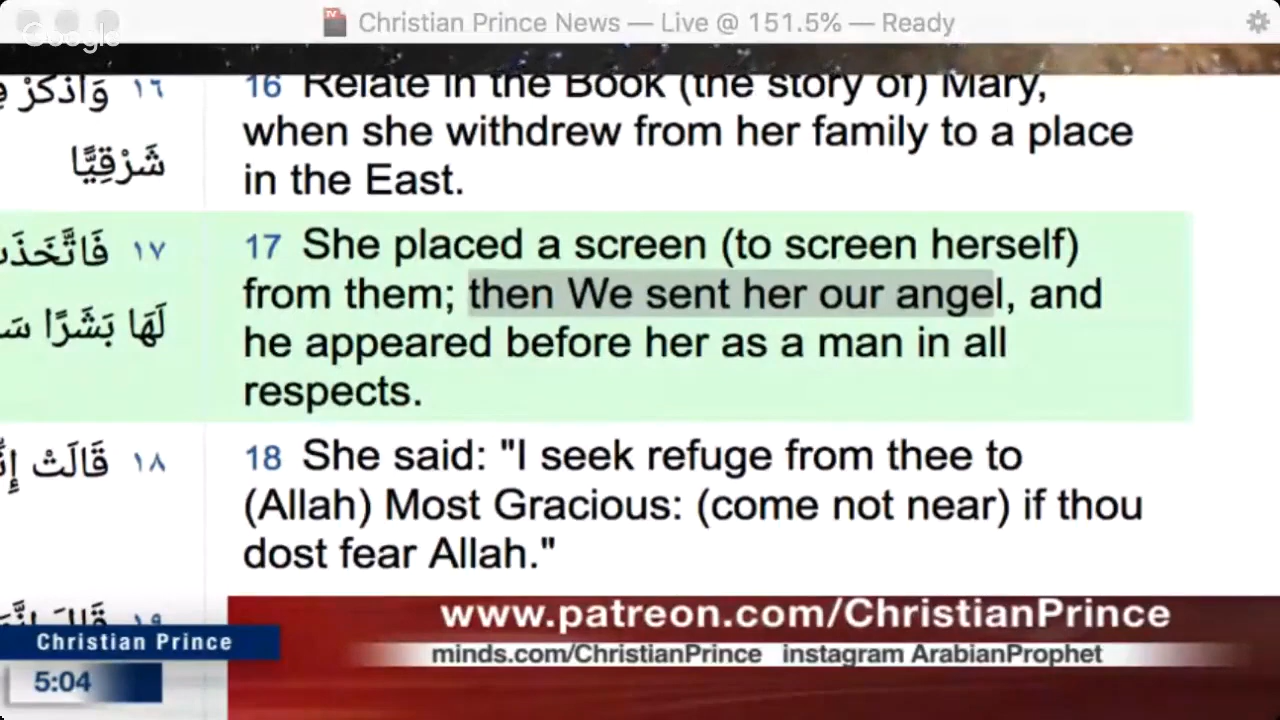 Christian Prince News — Live @ 151.5% — Ready
Google
16 Relate in the Book (the story of) Mary,
when she withdrew from her family to a place
in the East.
١٦ وَاذْكُرْ
شَرْقِيًّا
17 She placed a screen (to screen herself)
from them; then We sent her our angel, and
he appeared before her as a man in all
respects.
١٧
لَهَا بَشَرًا
18 She said: "I seek refuge from thee to
(Allah) Most Gracious: (come not near) if thou
dost fear Allah."
١٨ قَالَتْ
١٩
www.patreon.com/ChristianPrince
Christian Prince
minds.com/ChristianPrince instagram ArabianProphet
5:04